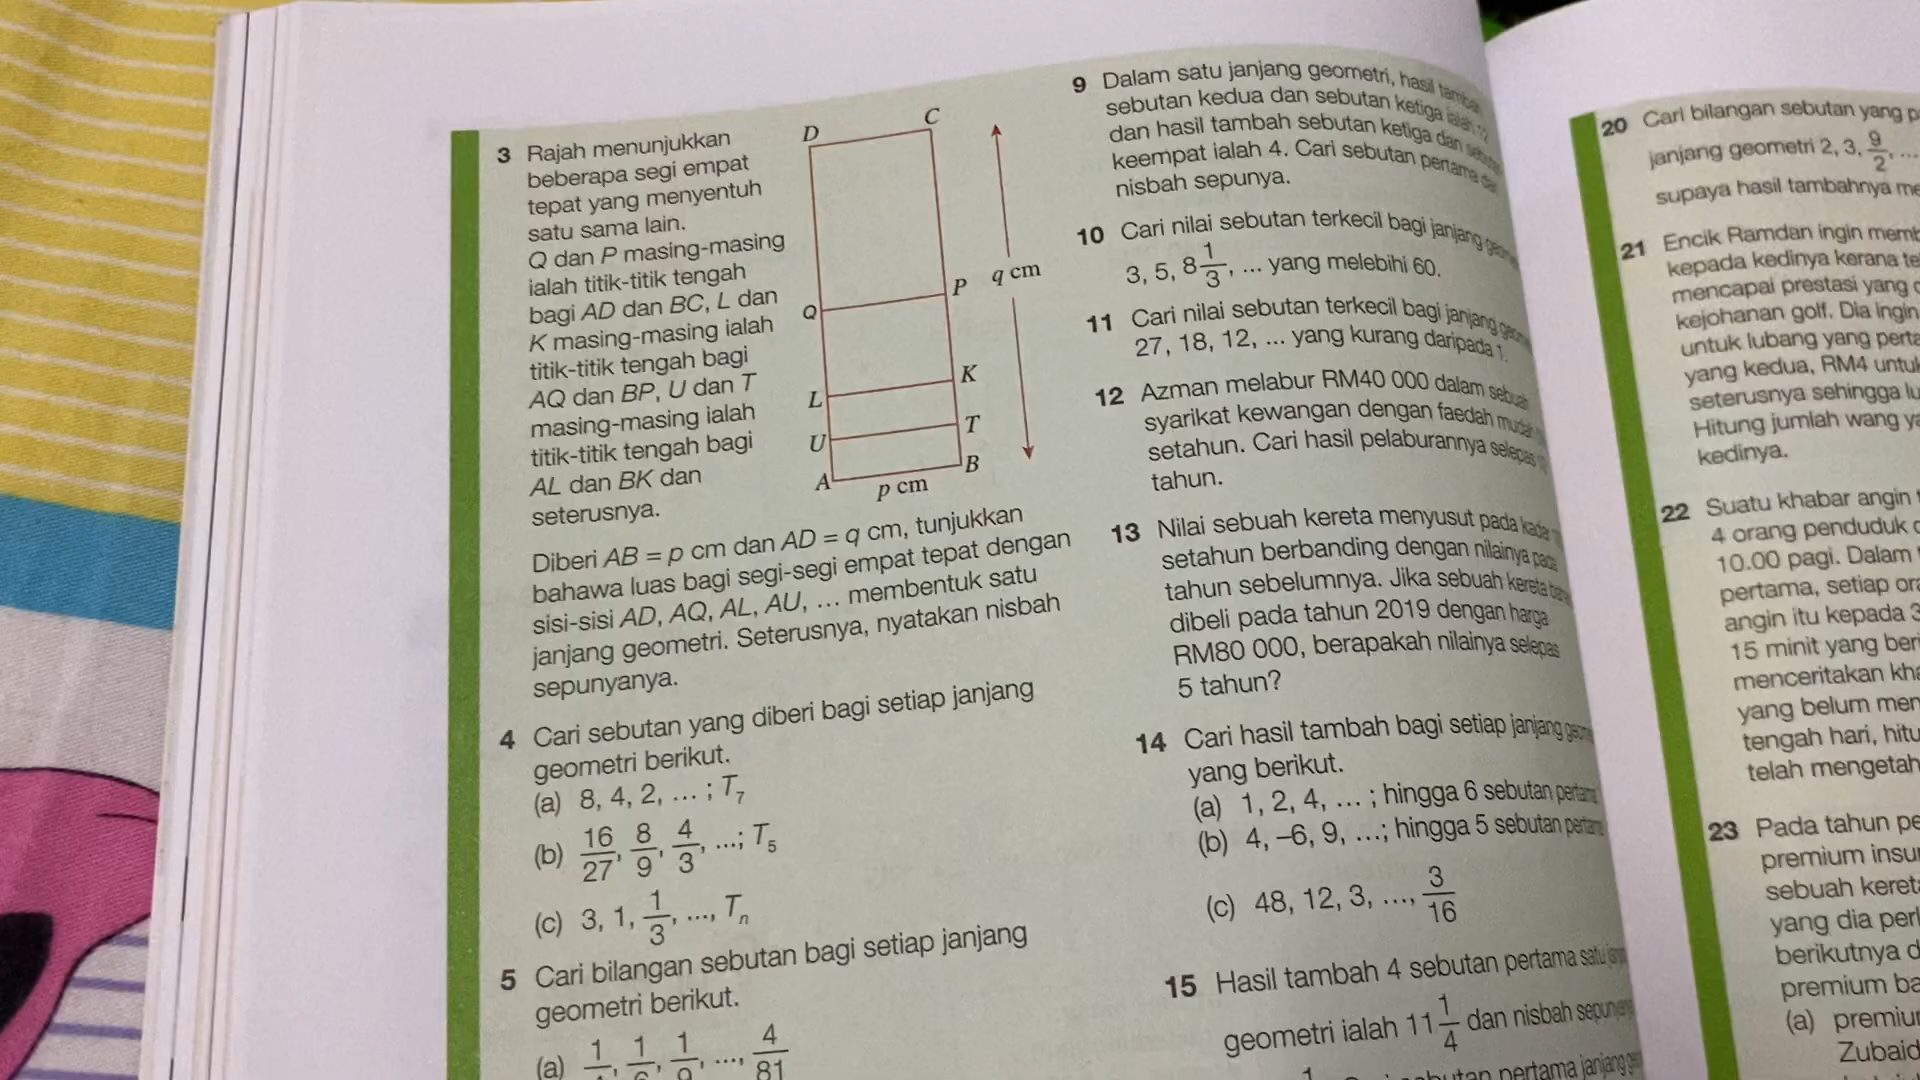 3 Rajah menunjukkan
beberapa segi empat
tepat yang menyentuh
satu sama lain.
Q dan P masing-masing
ialah titik-titik tengah
bagi AD dan BC, L dan
K masing-masing ialah
titik-titik tengah bagi
AQ dan BP, U dan T
masing-masing ialah
titik-titik tengah bagi
AL dan BK dan
seterusnya.
D
C
Q
P
q cm
L
K
U
T
A
B
p cm
Diberi AB = p cm dan AD = q cm, tunjukkan
bahawa luas bagi segi-segi empat tepat dengan
sisi-sisi AD, AQ, AL, AU, ... membentuk satu
janjang geometri. Seterusnya, nyatakan nisbah
sepunyanya.
4 Cari sebutan yang diberi bagi setiap janjang
geometri berikut.
(a) 8, 4, 2, ... ; T₇
(b) 16/27, 8/9, 4/3, ...; T₅
(c) 3, 1, 1/3, ..., Tₙ
5 Cari bilangan sebutan bagi setiap janjang
geometri berikut.
(a) , , , ..., 4/81
9 Dalam satu janjang geometri, hasil
sebutan kedua dan sebutan ketiga ialah
dan hasil tambah sebutan ketiga dan
keempat ialah 4. Cari sebutan pertama
nisbah sepunya.
10 Cari nilai sebutan terkecil bagi janjang
3, 5, 8 1/3, ... yang melebihi 60.
11 Cari nilai sebutan terkecil bagi janjang
27, 18, 12, ... yang kurang daripada 1.
12 Azman melabur RM40 000 dalam
syarikat kewangan dengan faedah
setahun. Cari hasil pelaburannya selepas
tahun.
13 Nilai sebuah kereta menyusut pada
setahun berbanding dengan nilainya pada
tahun sebelumnya. Jika sebuah kereta
dibeli pada tahun 2019 dengan harga
RM80 000, berapakah nilainya selepas
5 tahun?
14 Cari hasil tambah bagi setiap janjang
yang berikut.
(a) 1, 2, 4, ... ; hingga 6 sebutan pertama
(b) 4, –6, 9, ...; hingga 5 sebutan pertama
(c) 48, 12, 3, ..., 3/16
15 Hasil tambah 4 sebutan pertama satu
geometri ialah 11 1/4 dan nisbah
pertama
20 Cari bilangan sebutan yang
janjang geometri 2, 3, 9/2, ...
supaya hasil tambahnya
21 Encik Ramdan ingin
kepada kedinya kerana
mencapai prestasi yang
kejohanan golf. Dia ingin
untuk lubang yang
yang kedua, RM4
seterusnya sehingga
Hitung jumlah wang
kedinya.
22 Suatu khabar angin
4 orang penduduk
10.00 pagi. Dalam
pertama, setiap
angin itu kepada 3
15 minit yang
menceritakan
yang belum
tengah hari,
telah
23 Pada tahun
premium
sebuah
yang dia
berikutnya
premium
(a)